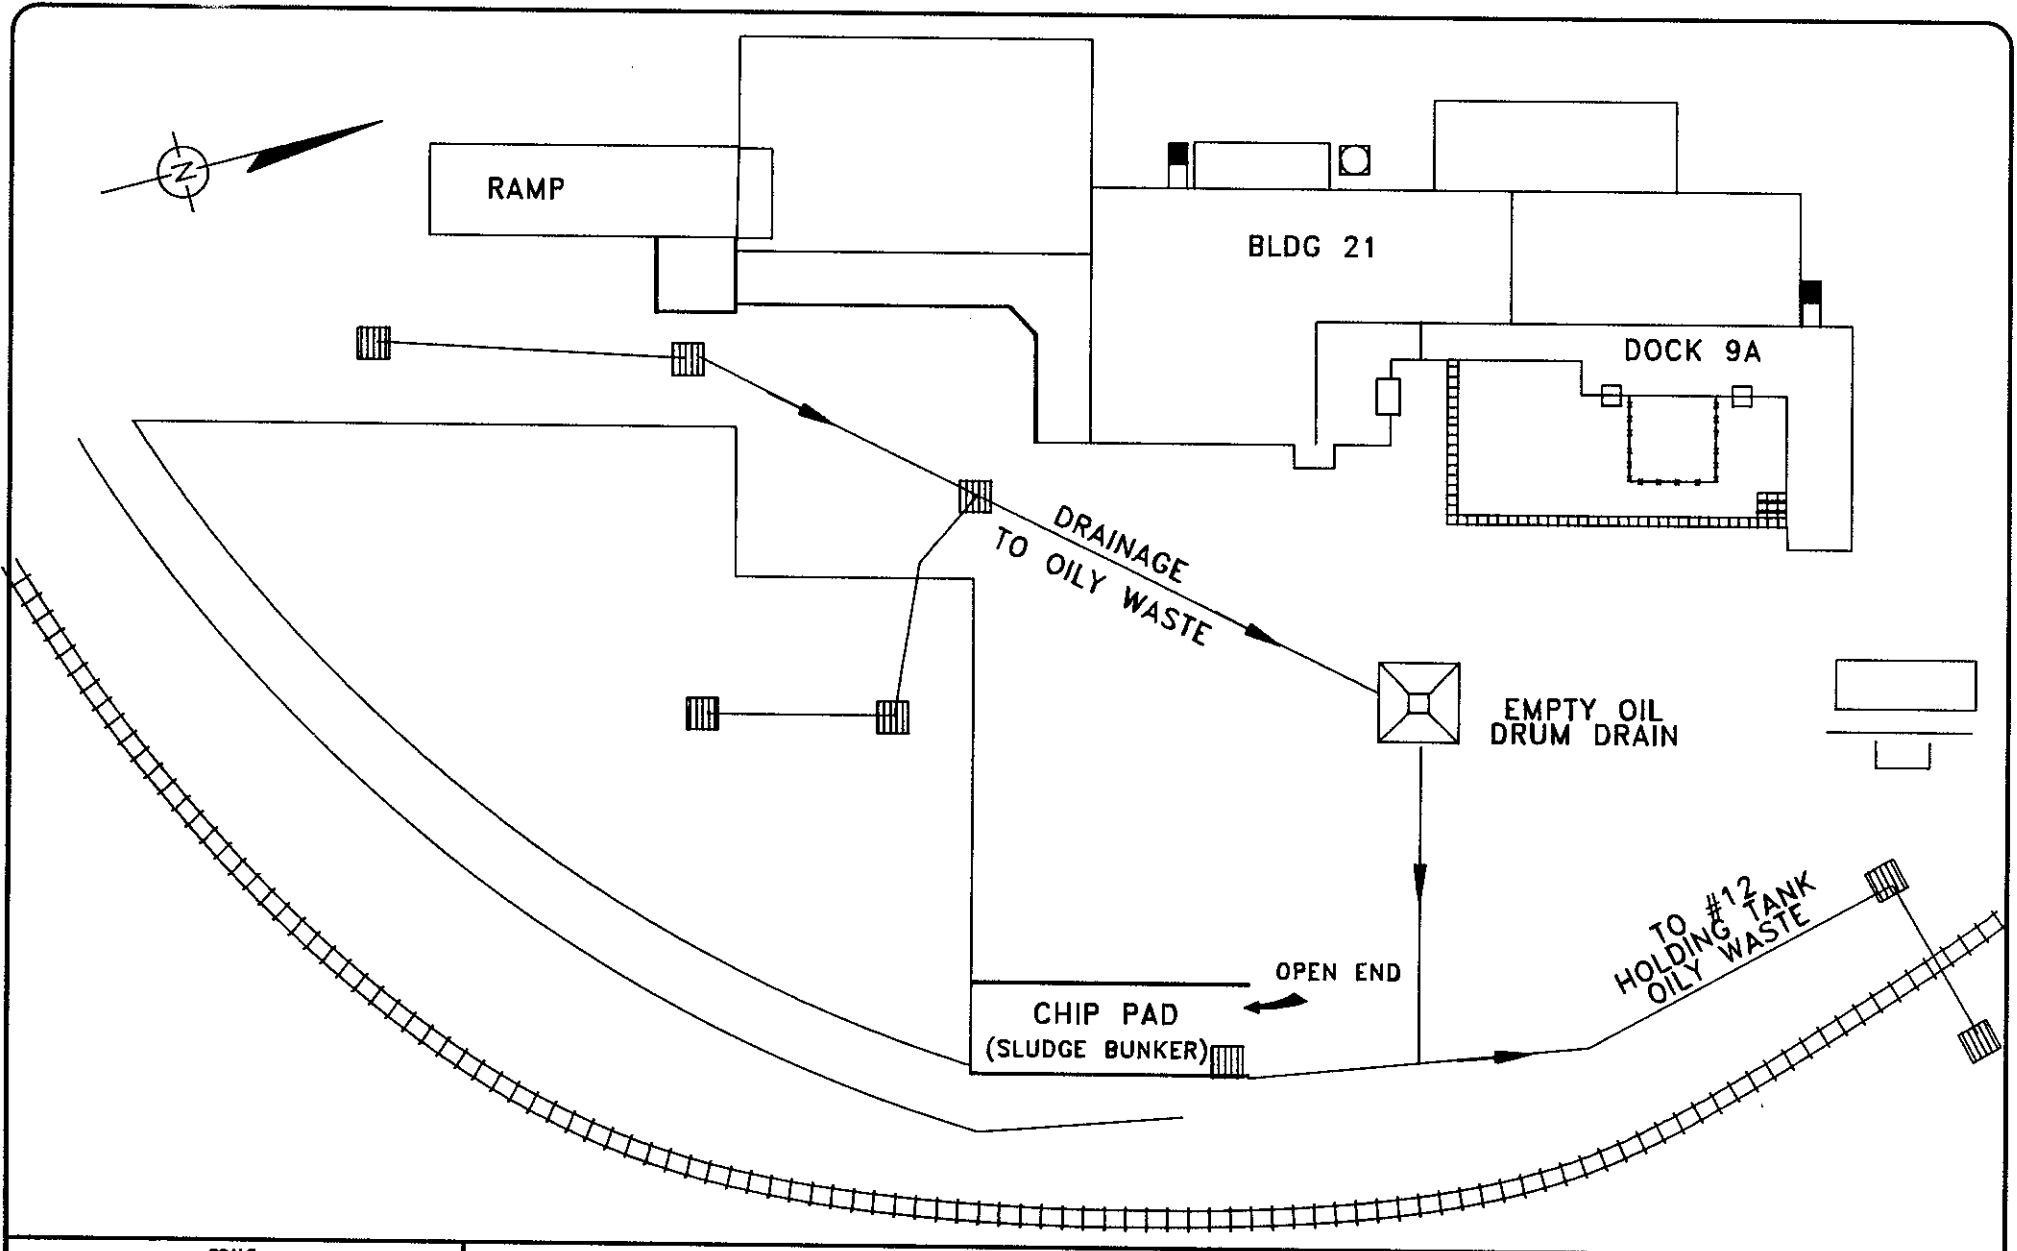 N
RAMP
BLDG 21
DOCK 9A
DRAINAGE
TO OILY WASTE
EMPTY OIL
DRUM DRAIN
TO #12
HOLDING TANK
OILY WASTE
OPEN END
CHIP PAD
(SLUDGE BUNKER)